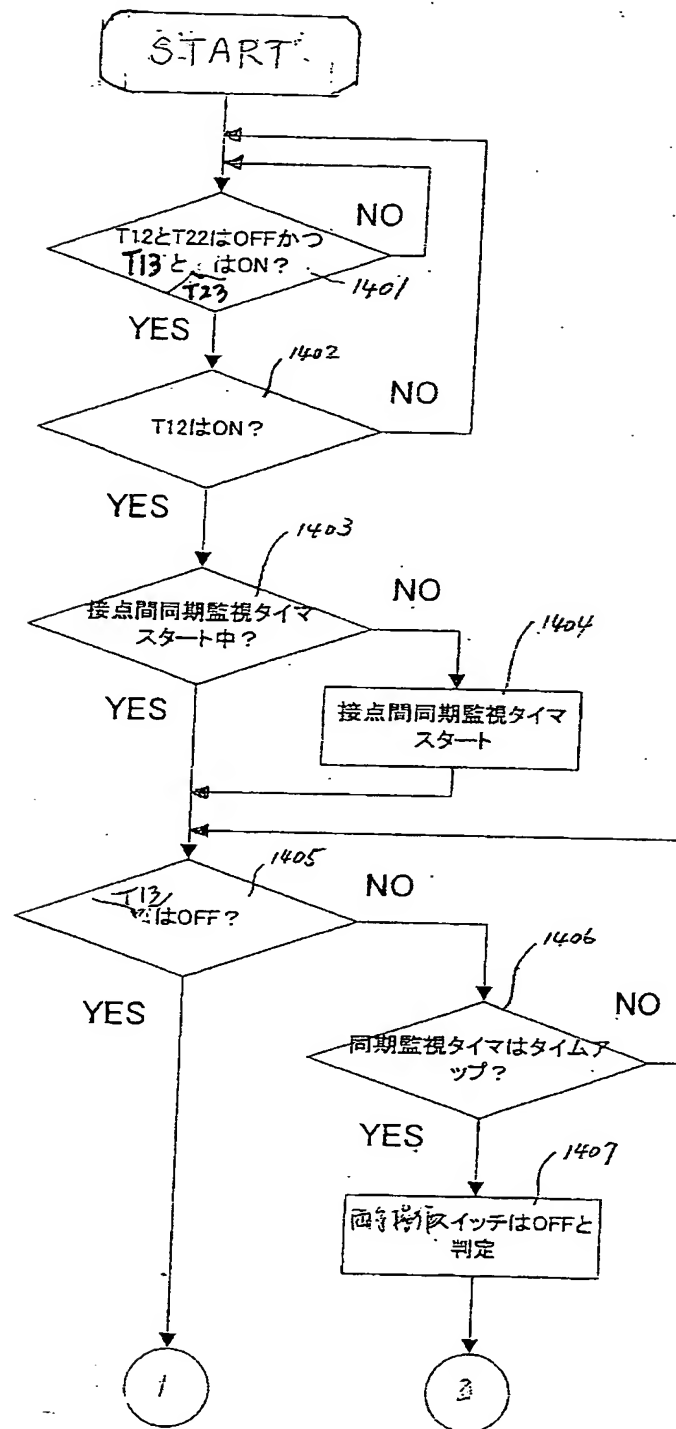 START
NO
T12とT22はOFFかつ
T13と はON?
T23
1401
YES
1402
NO
T12はON?
YES
1403
接点間同期監視タイマ
スタート中?
NO
1404
YES
接点間同期監視タイマ
スタート
1405
T13
はOFF?
NO
1406
YES
NO
同期監視タイマはタイムア
ップ?
YES
1407
両手操作スイッチはOFFと
判定
1